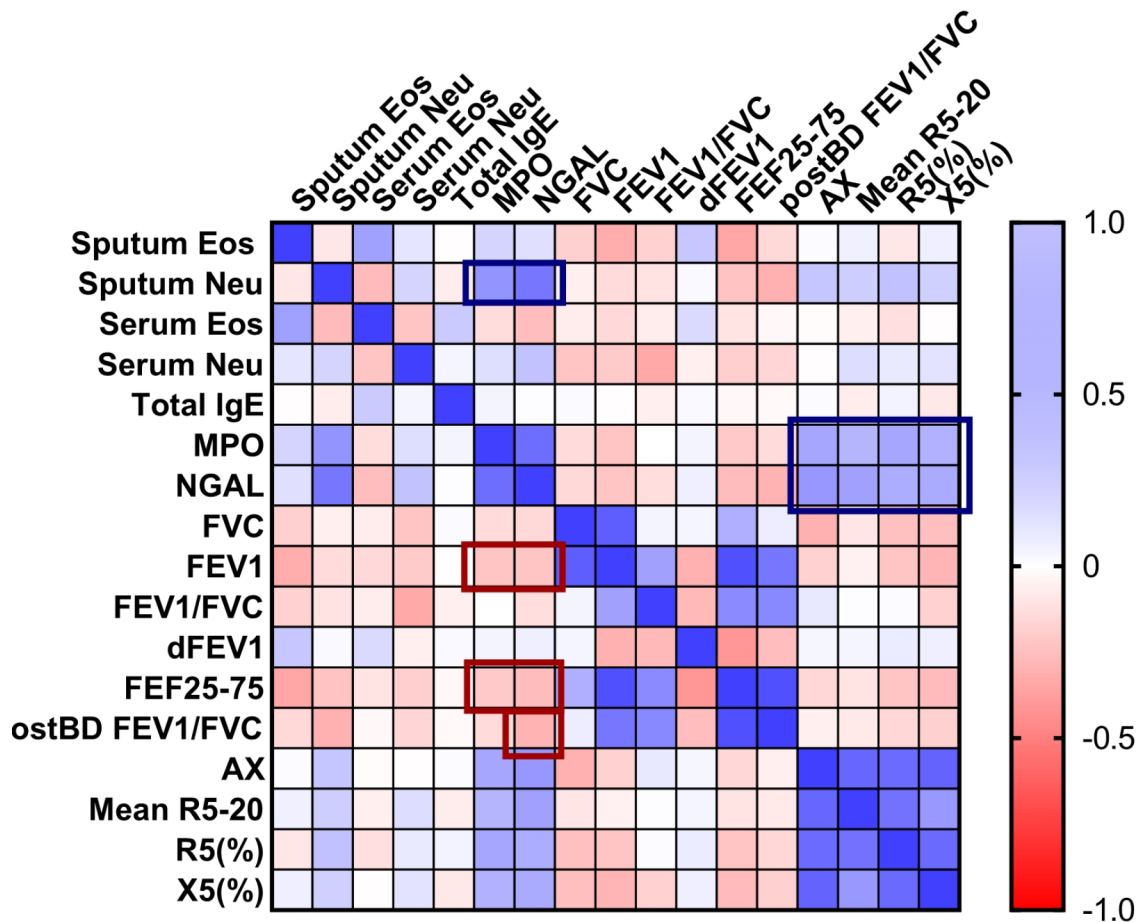 Sputum Eos
Sputum Neu
Serum Eos
Serum Neu
Total IgE
MPO
NGAL
FVC
FEV1
FEV1/FVC
dFEV1
FEF25-75
postBD FEV1/FVC
AX
Mean R5-20
R5(%)
X5(%)
Sputum Eos
Sputum Neu
Serum Eos
Serum Neu
Total IgE
MPO
NGAL
FVC
FEV1
FEV1/FVC
dFEV1
FEF25-75
ostBD FEV1/FVC
AX
Mean R5-20
R5(%)
X5(%)
1.0
0.5
0
-0.5
-1.0